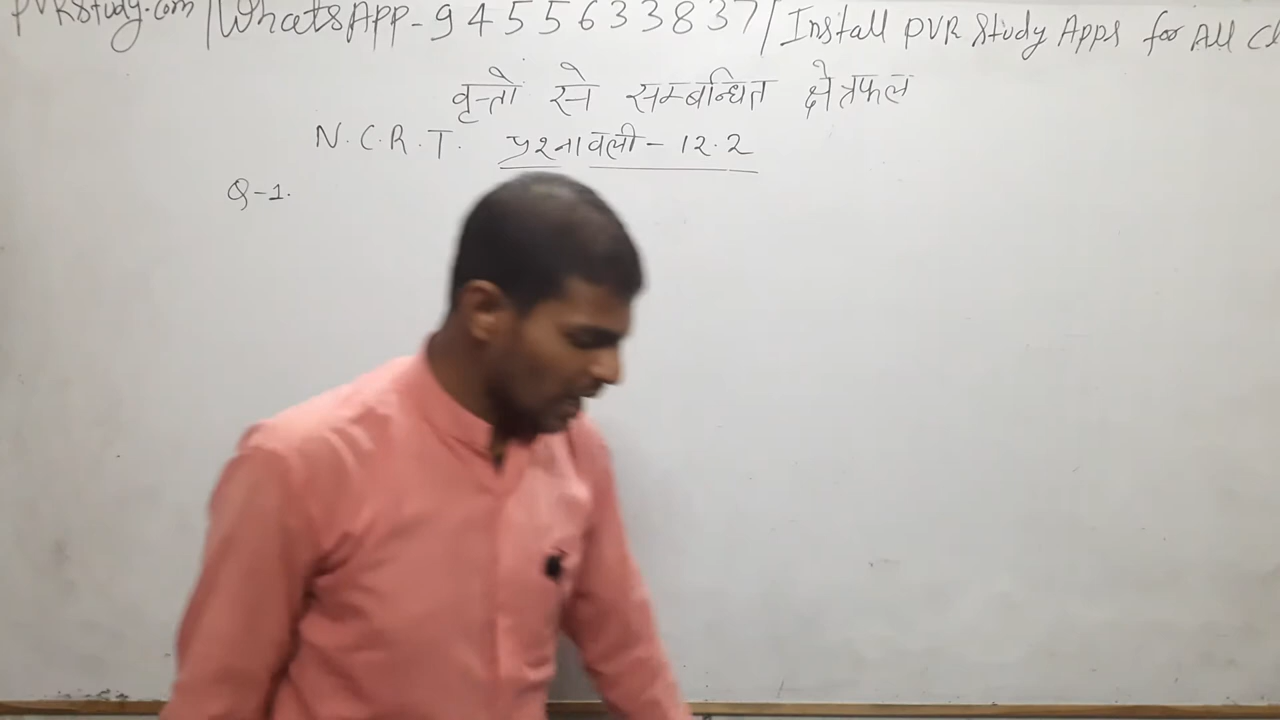 PVRStudy.com | WhatsApp - 9455633837 | Install PVR Study Apps for All
वृत्तों से सम्बन्धित क्षेत्रफल
N.C.R.T. प्रश्नावली - 12.2
Q-1.